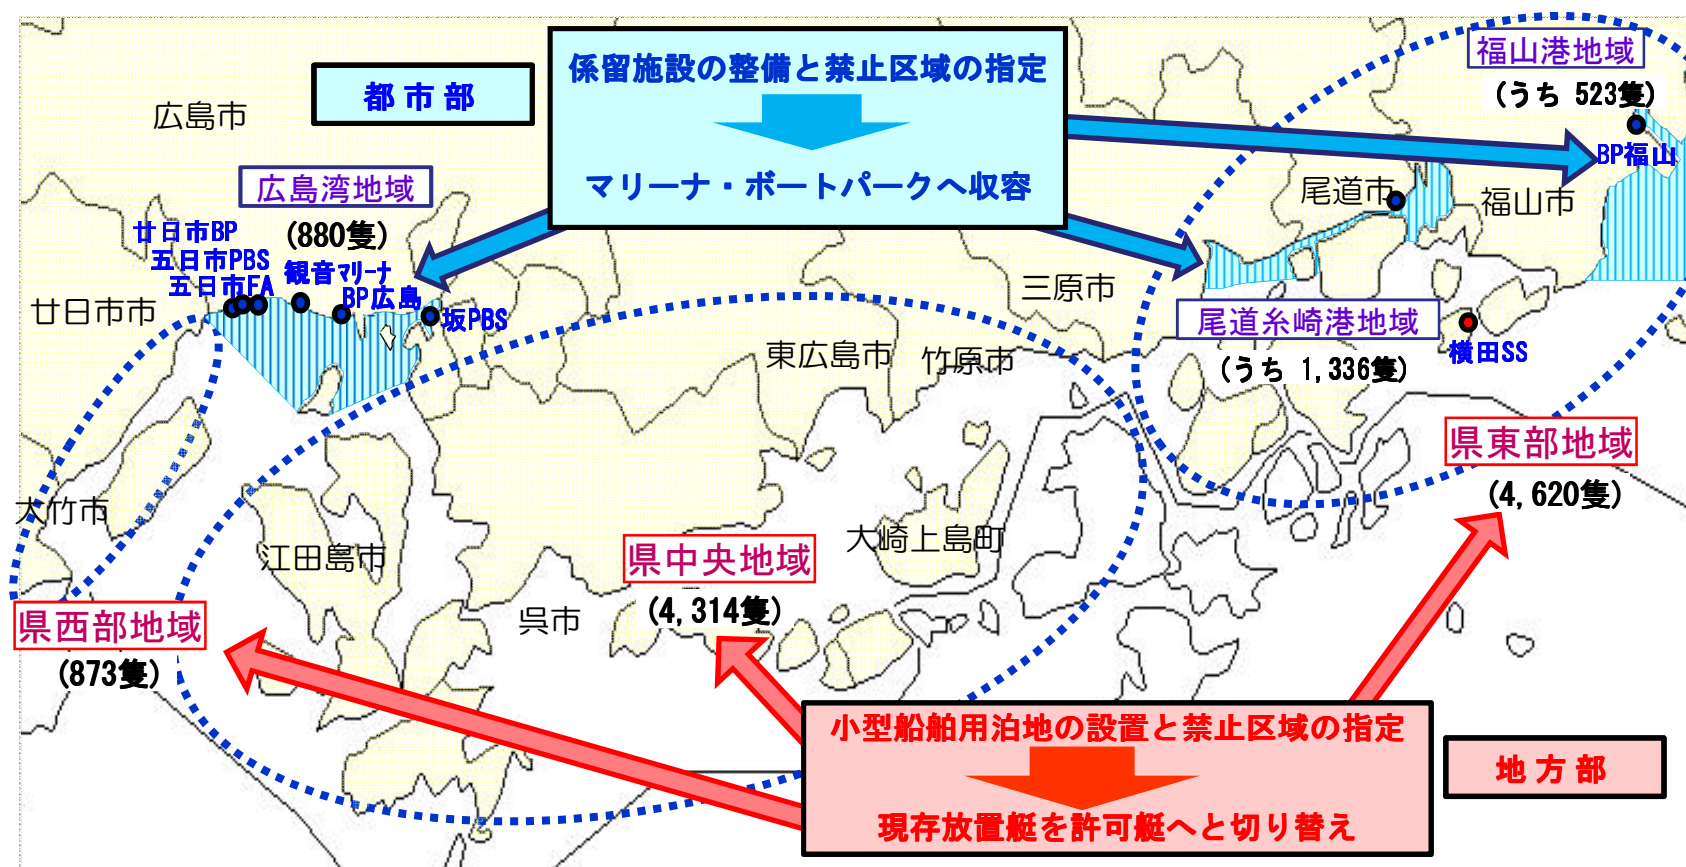 係留施設の整備と禁止区域の指定
マリーナ・ボートパークへ収容
都市部
福山港地域
(うち 523隻)
BP福山
広島市
広島湾地域
(880隻)
廿日市BP
五日市PBS
五日市FA
観音マリーナ
BP広島
坂PBS
廿日市市
尾道市
福山市
三原市
尾道糸崎港地域
(うち 1,336隻)
横田SS
東広島市
竹原市
県東部地域
(4,620隻)
大竹市
江田島市
大崎上島町
県中央地域
(4,314隻)
呉市
県西部地域
(873隻)
小型船舶用泊地の設置と禁止区域の指定
現存放置艇を許可艇へと切り替え
地方部